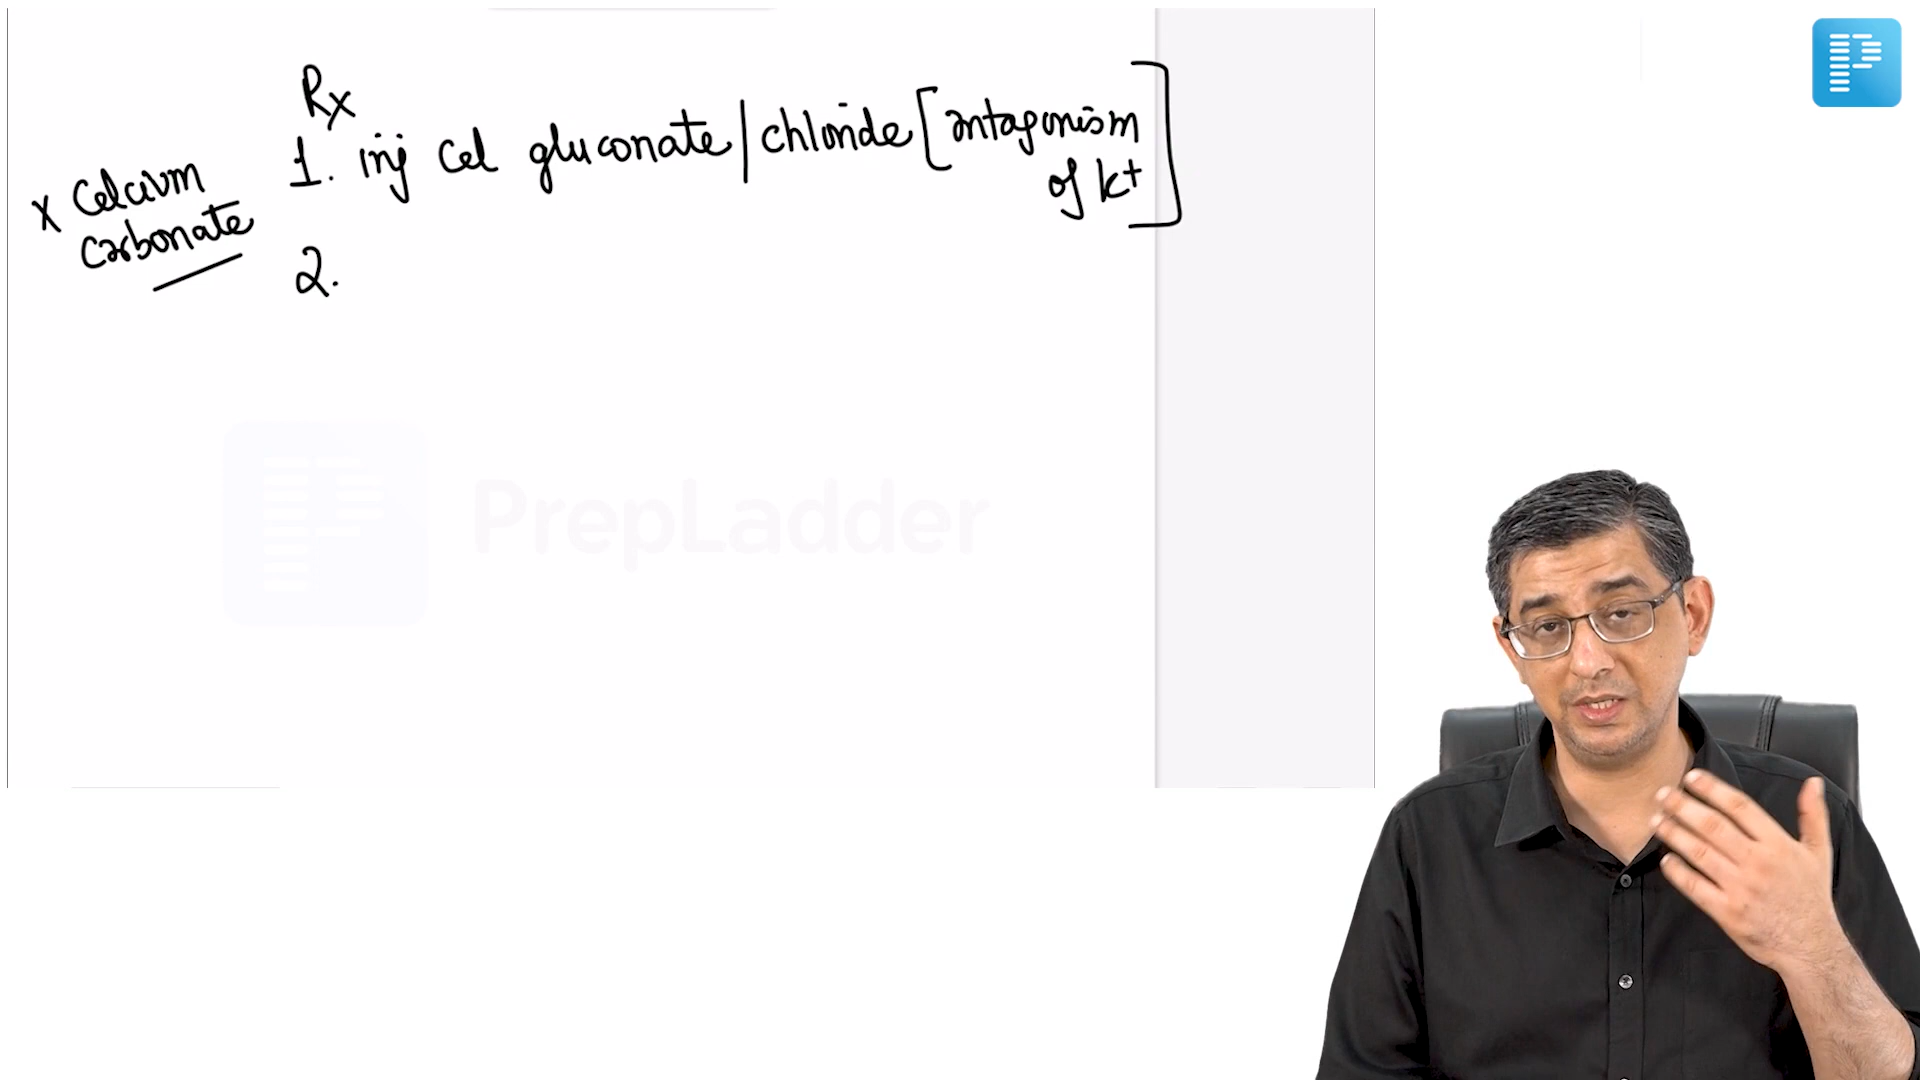 Rx
1. inj Cal gluconate/chloride [antagonism
of K+]
x Calcium
carbonate
2.
PrepLadder